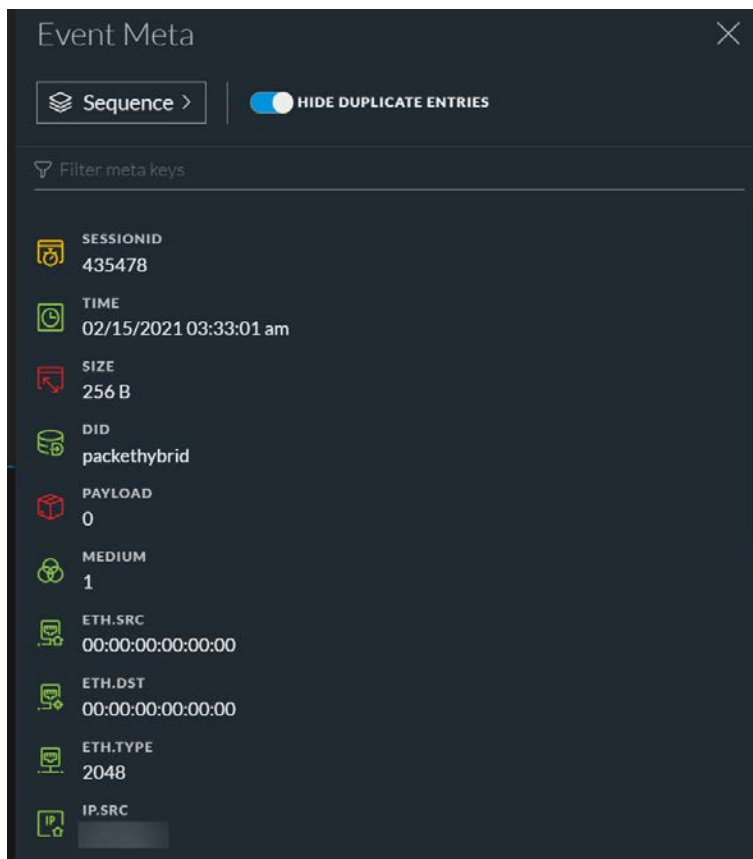 Event Meta
Sequence >
HIDE DUPLICATE ENTRIES
Filter meta keys
SESSIONID
435478
TIME
02/15/2021 03:33:01 am
SIZE
256 B
DID
packethybrid
PAYLOAD
0
MEDIUM
1
ETH.SRC
00:00:00:00:00:00
ETH.DST
00:00:00:00:00:00
ETH.TYPE
2048
IP
IP.SRC